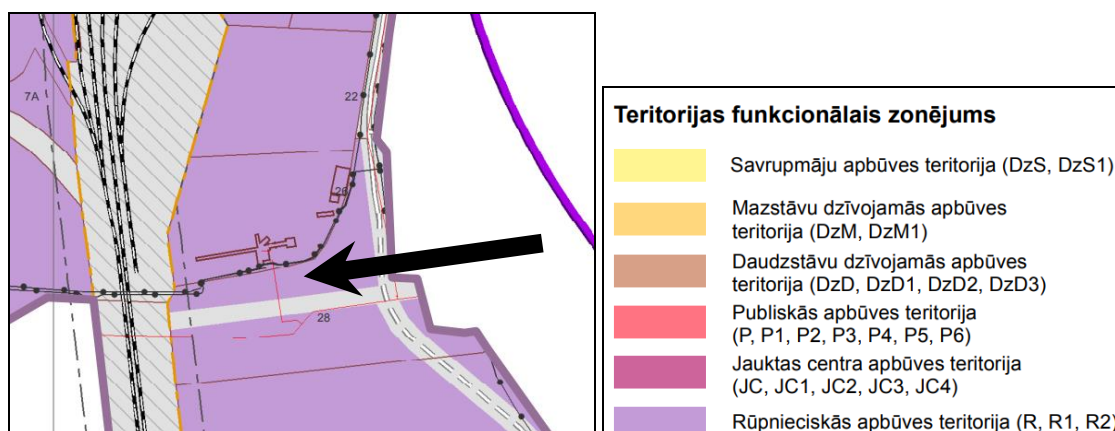 7A
22
26
28
Teritorijas funkcionālais zonējums
Savrupmāju apbūves teritorija (DzS, DzS1)
Mazstāvu dzīvojamās apbūves
teritorija (DzM, DzM1)
Daudzstāvu dzīvojamās apbūves
teritorija (DzD, DzD1, DzD2, DzD3)
Publiskās apbūves teritorija
(P, P1, P2, P3, P4, P5, P6)
Jauktas centra apbūves teritorija
(JC, JC1, JC2, JC3, JC4)
Rūpnieciskās apbūves teritorija (R, R1, R2)